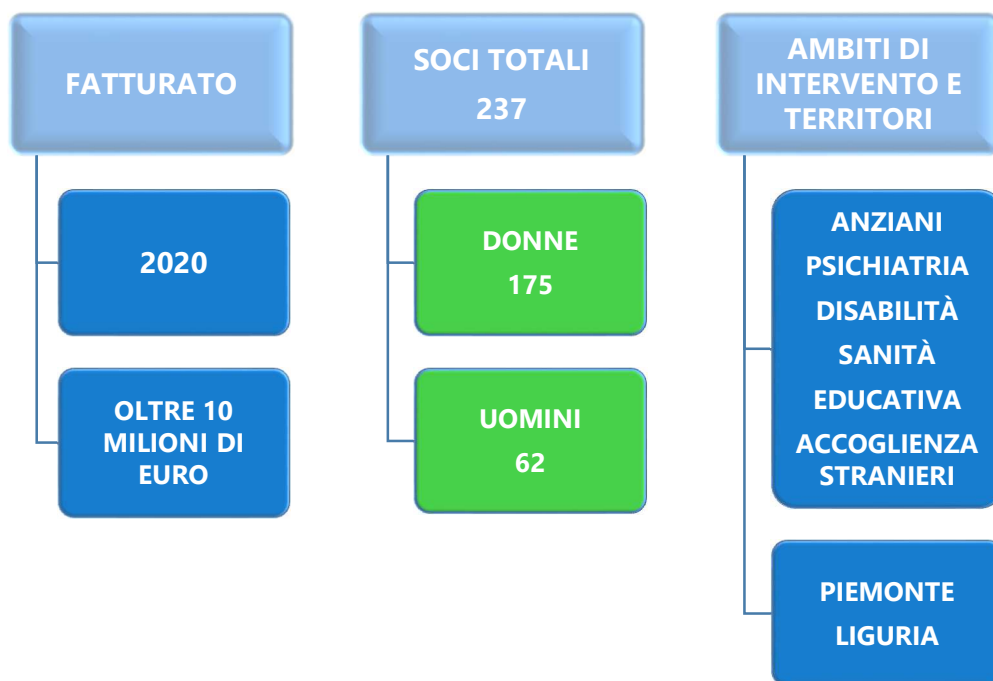 FATTURATO
2020
OLTRE 10
MILIONI DI
EURO
SOCI TOTALI
237
DONNE
175
UOMINI
62
AMBITI DI
INTERVENTO E
TERRITORI
ANZIANI
PSICHIATRIA
DISABILITÀ
SANITÀ
EDUCATIVA
ACCOGLIENZA
STRANIERI
PIEMONTE
LIGURIA